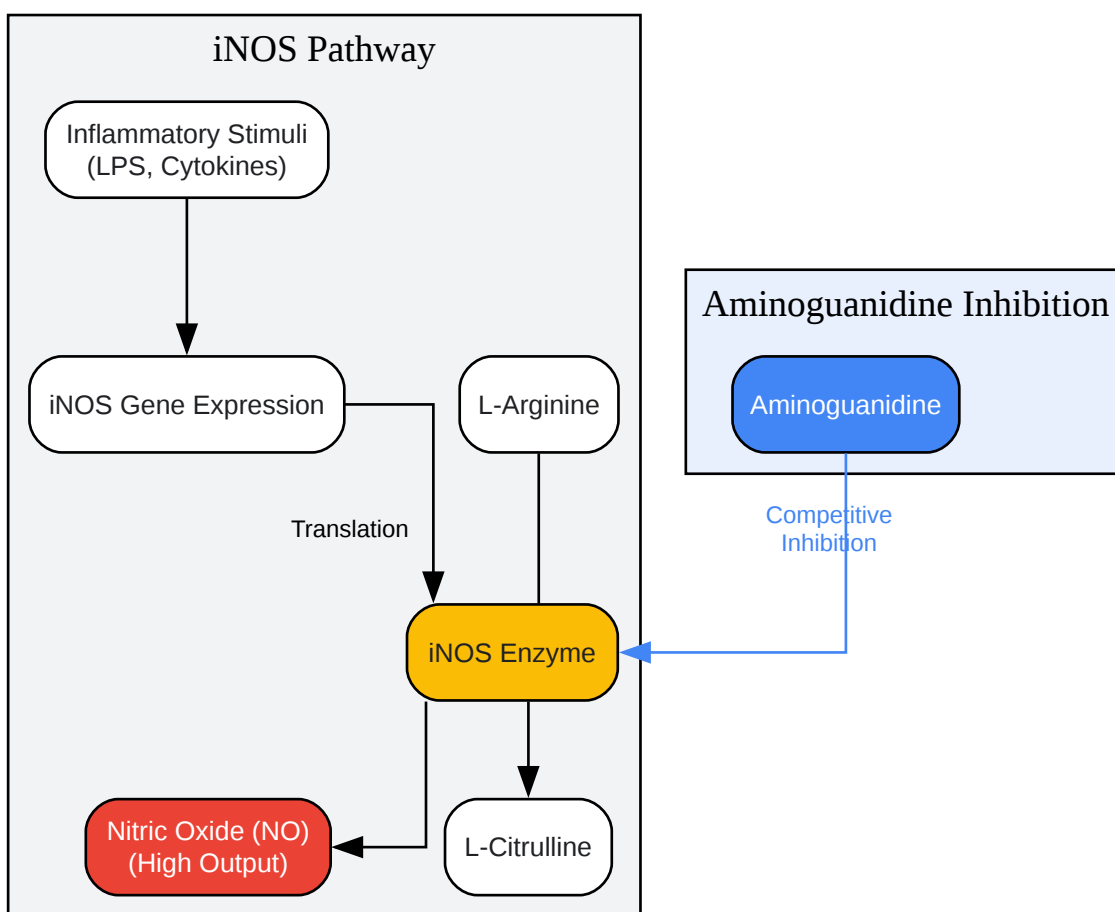 iNOS Pathway
Inflammatory Stimuli
(LPS, Cytokines)
Aminoguanidine Inhibition
iNOS Gene Expression
L-Arginine
Aminoguanidine
Competitive
Inhibition
Translation
iNOS Enzyme
Nitric Oxide (NO)
(High Output)
L-Citrulline